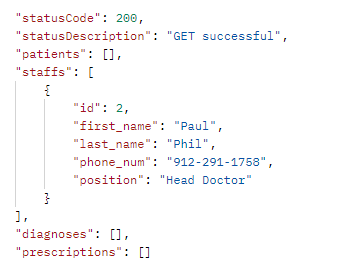 "statusCode": 200,
"statusDescription": "GET successful",
"patients": [],
"staffs": [
{
"id": 2,
"first_name": "Paul",
"last_name": "Phil",
"phone_num": "912-291-1758",
"position": "Head Doctor"
}
],
"diagnoses": [],
"prescriptions": []